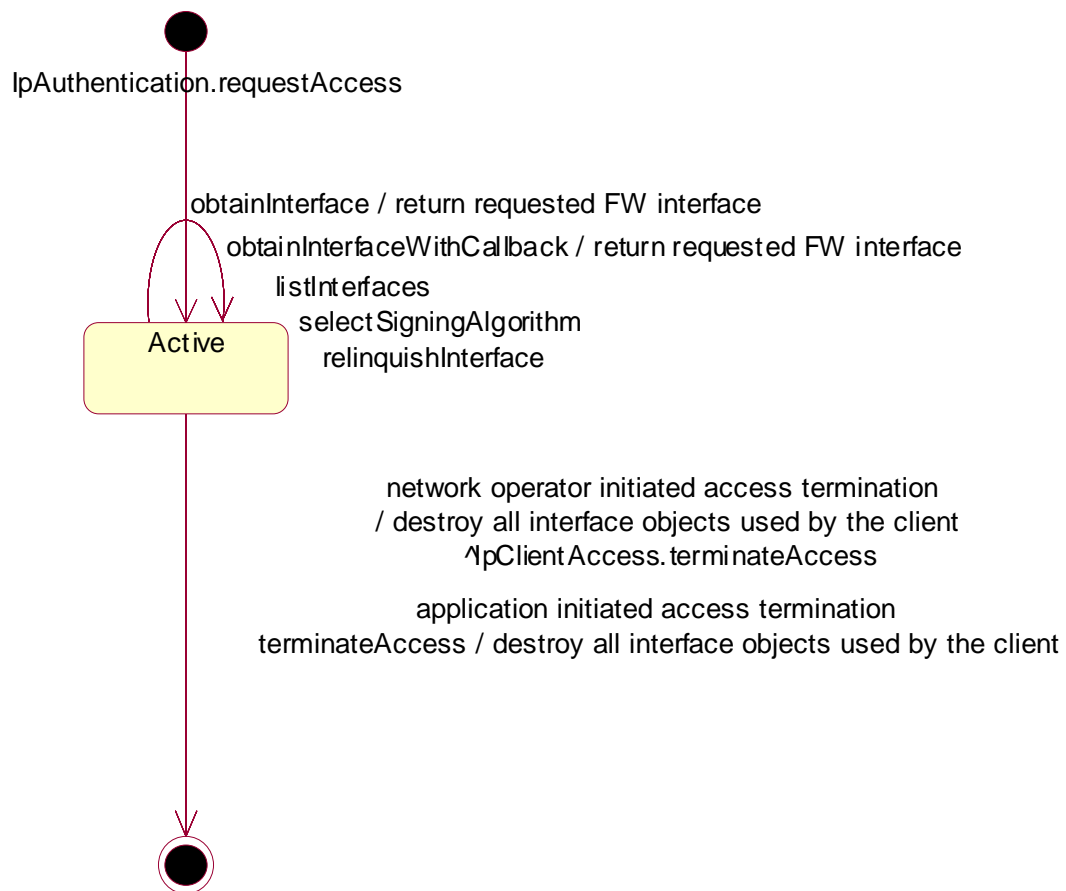 IpAuthentication.requestAccess
obtainInterface / return requested FW interface
obtainInterfaceWithCallback / return requested FW interface
listInterfaces
selectSigningAlgorithm
Active
relinquishInterface
network operator initiated access termination
/ destroy all interface objects used by the client
^IpClientAccess.terminateAccess
application initiated access termination
terminateAccess / destroy all interface objects used by the client